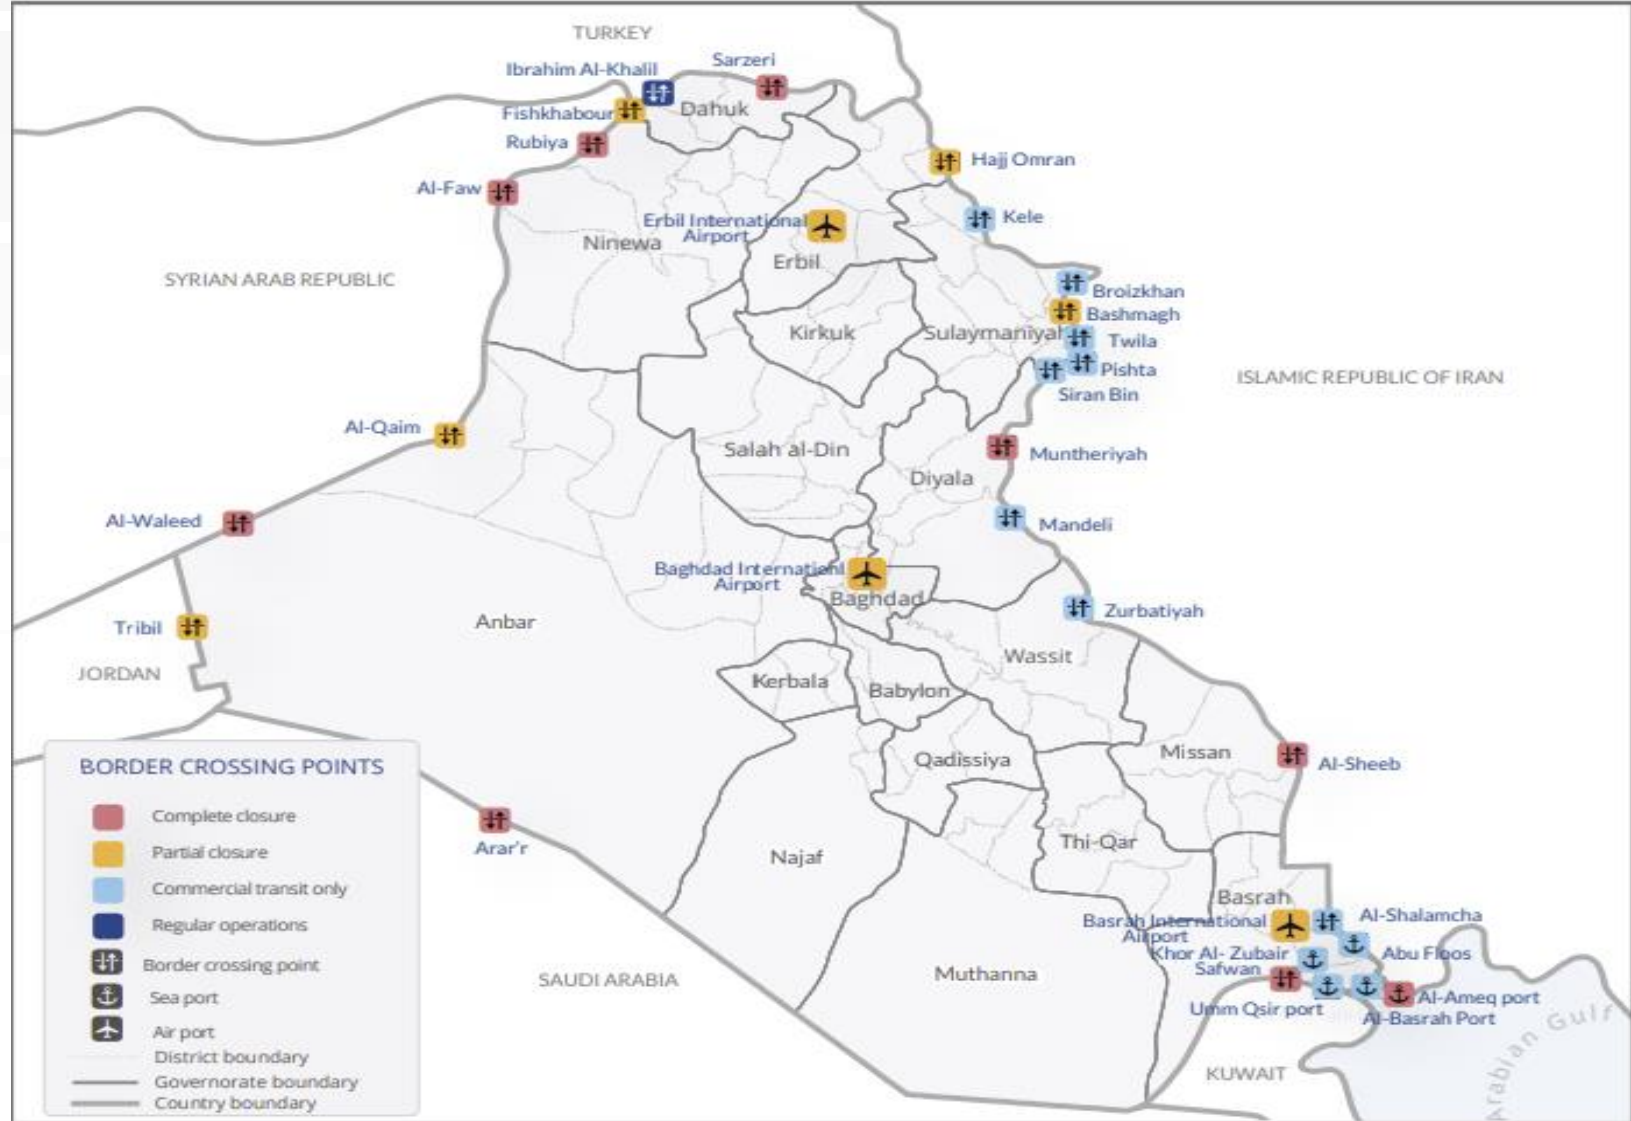 TURKEY
Sarzeri
Ibrahim Al-Khalil
Dahuk
Fishkhabour
Rubiya
Hajj Omran
Al-Faw
Kele
Erbil International
Airport
Ninewa
Erbil
SYRIAN ARAB REPUBLIC
Broizkhan
Bashmagh
Kirkuk
Sulaymaniyah
Twila
Pishta
ISLAMIC REPUBLIC OF IRAN
Siran Bin
Al-Qaim
Salah al-Din
Muntheriyah
Diyala
Al-Waleed
Mandeli
Baghdad Internationl
Airport
Baghdad
Zurbatiyah
Anbar
Tribil
Wassit
JORDAN
Kerbala
Babylon
Missan
Qadissiya
Al-Sheeb
BORDER CROSSING POINTS
Complete closure
Partial closure
Commercial transit only
Regular operations
Border crossing point
Sea port
Air port
District boundary
Governorate boundary
Country boundary
Arar'r
Najaf
Thi-Qar
Basrah
Basrah International
Airport
Al-Shalamcha
Khor Al- Zubair
Abu Floos
Safwan
SAUDI ARABIA
Muthanna
Umm Qsir port
Al-Ameq port
Al-Basrah Port
KUWAIT
Arabian Gulf